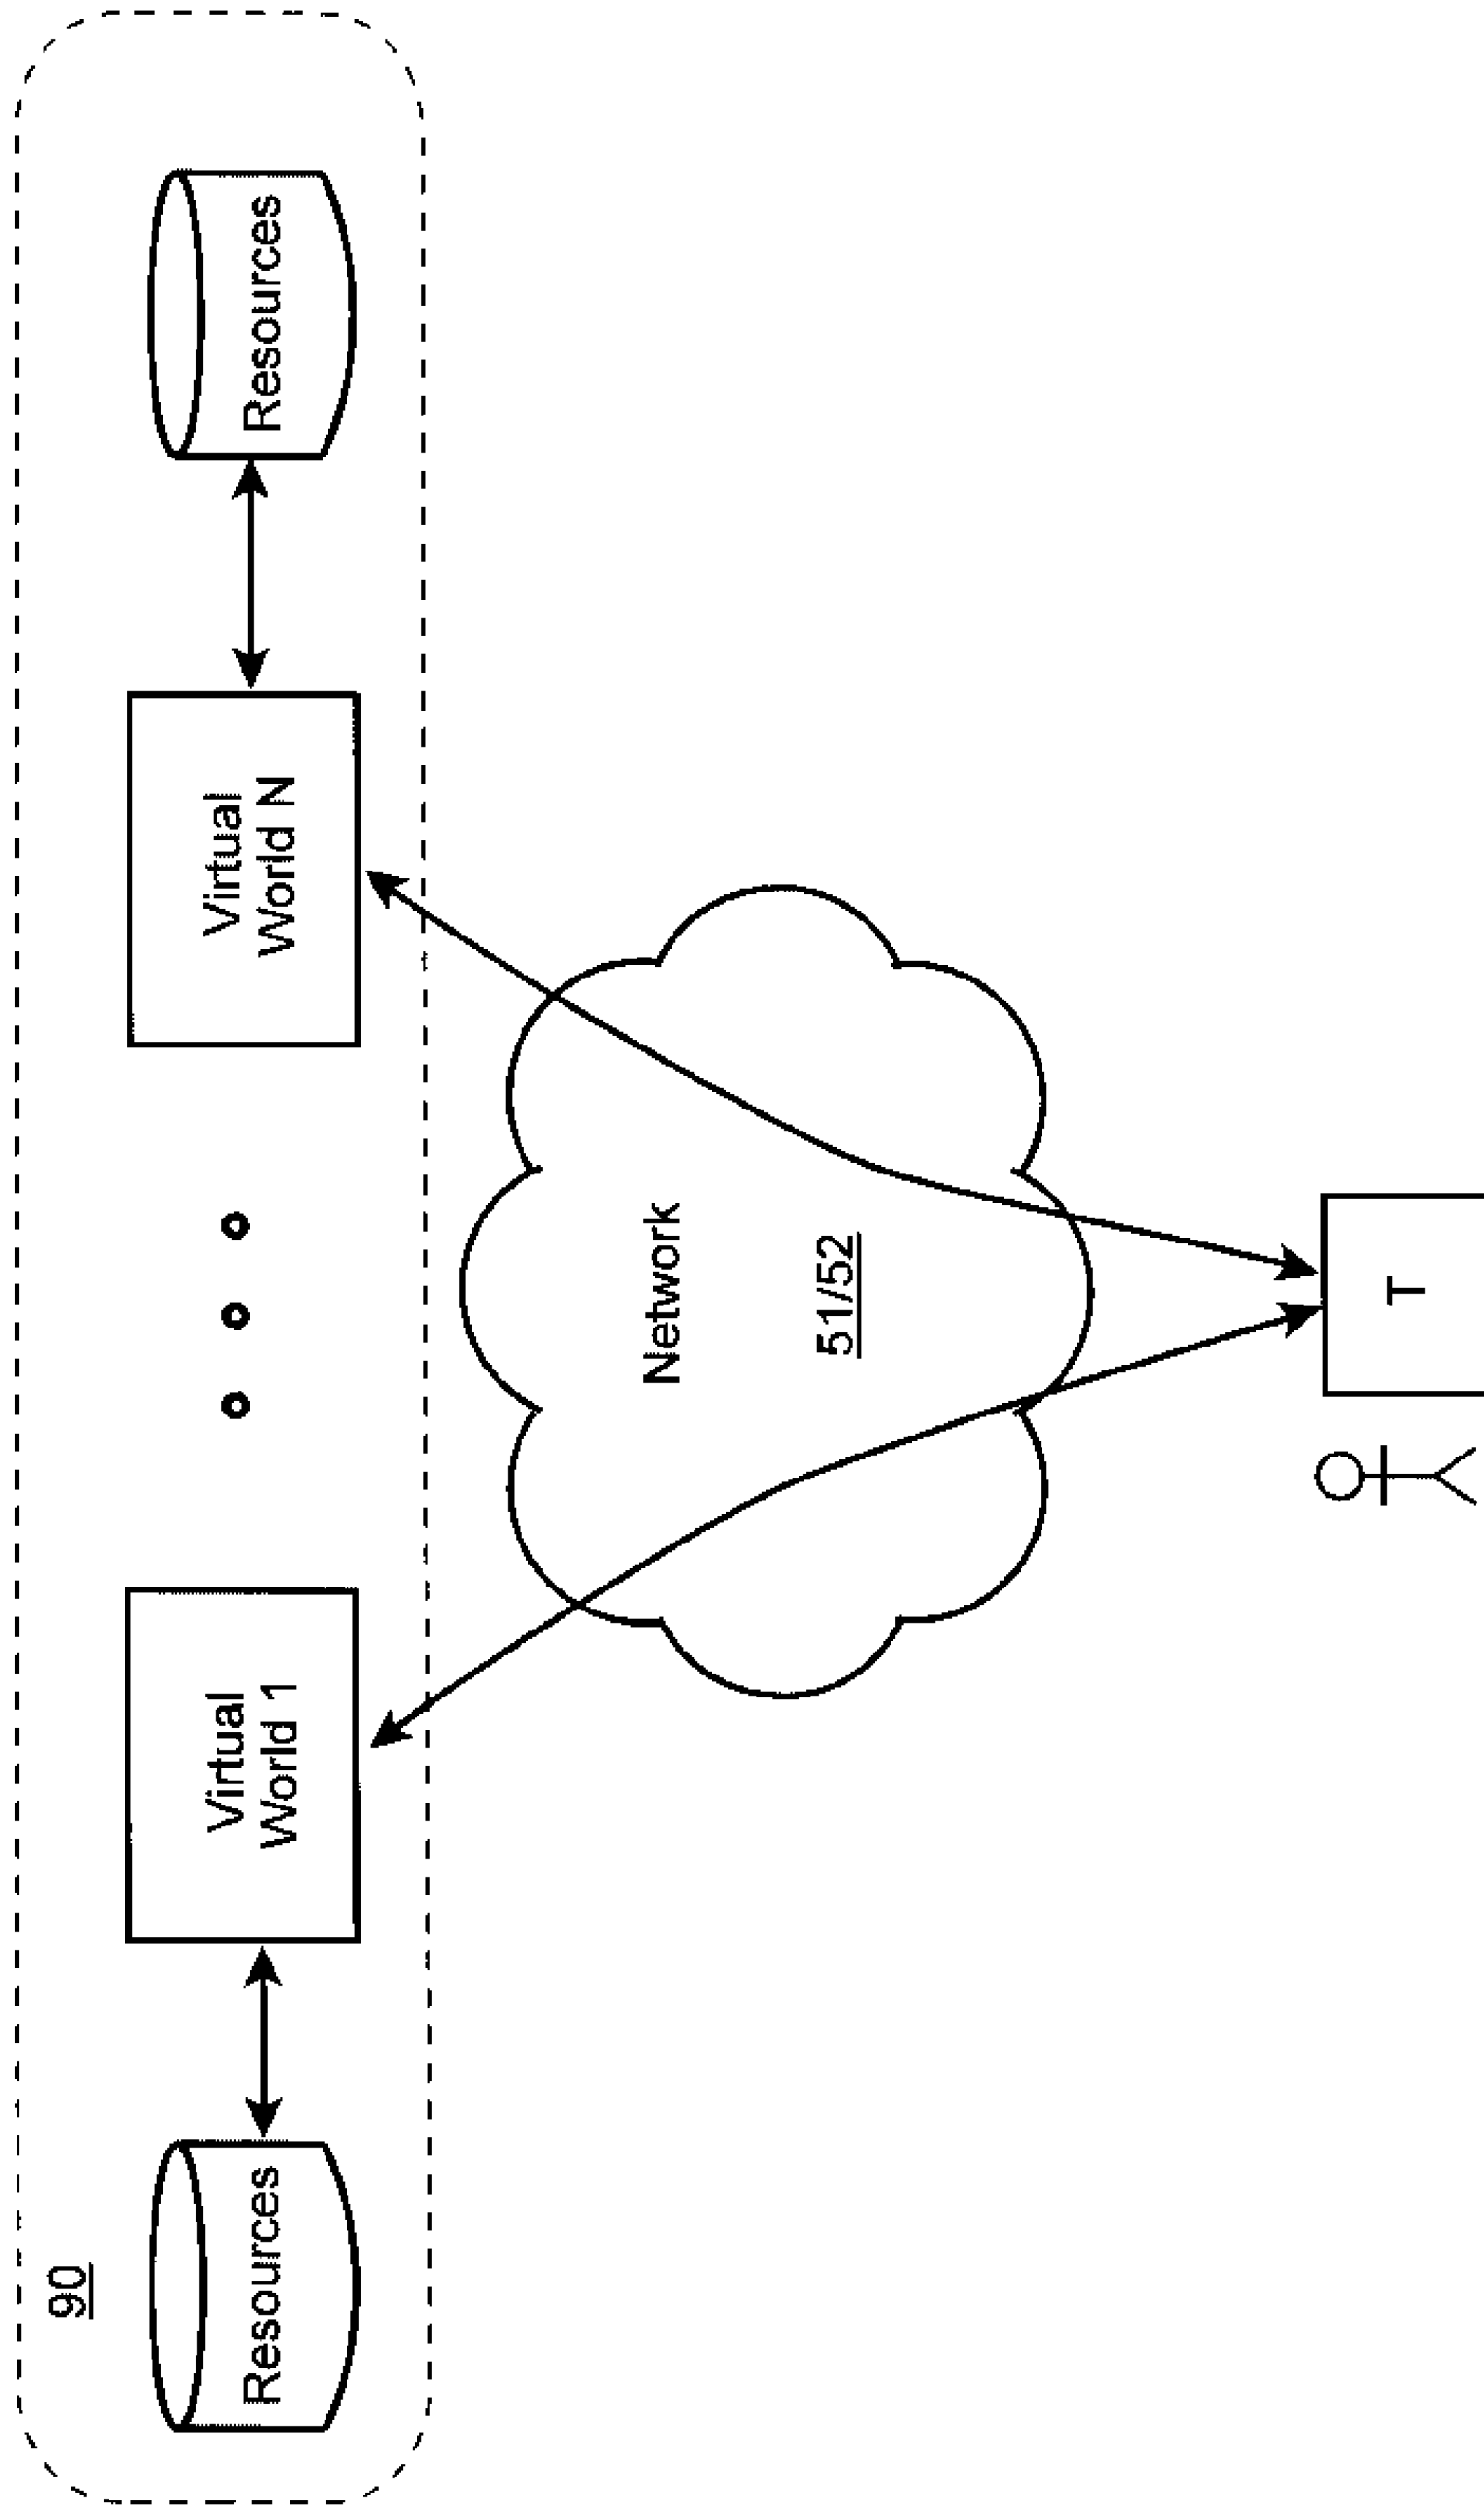 90
Resources
Virtual
World 1
Virtual
World N
Resources
Network
51/52
T